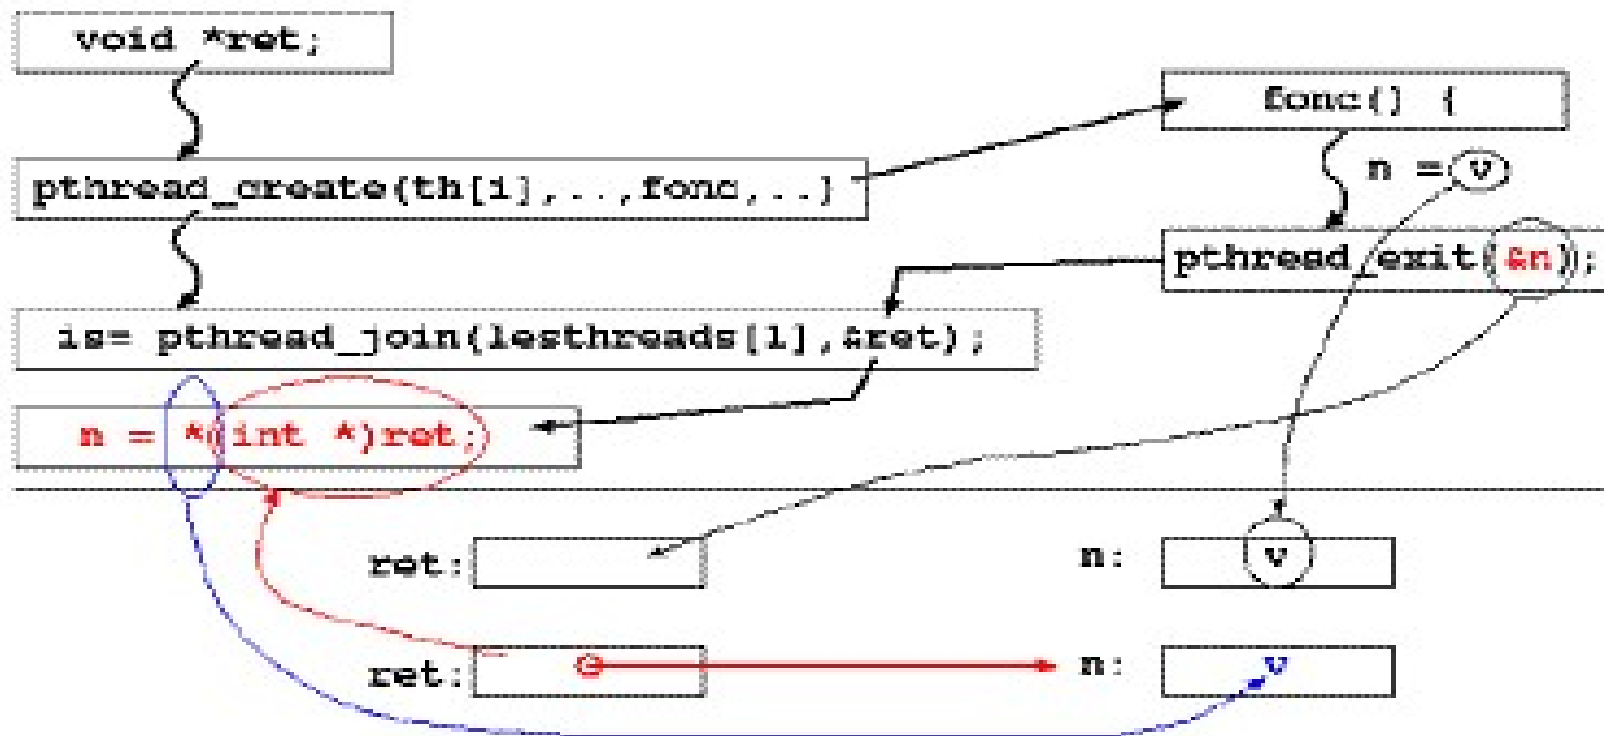 void *ret;
fonc() {
n = v
pthread_create(th[i],..,fonc,..)
pthread_exit(&n);
is= pthread_join(lesthreads[i],&ret);
n = *(int *)ret;
ret:
n: v
ret:
n: v